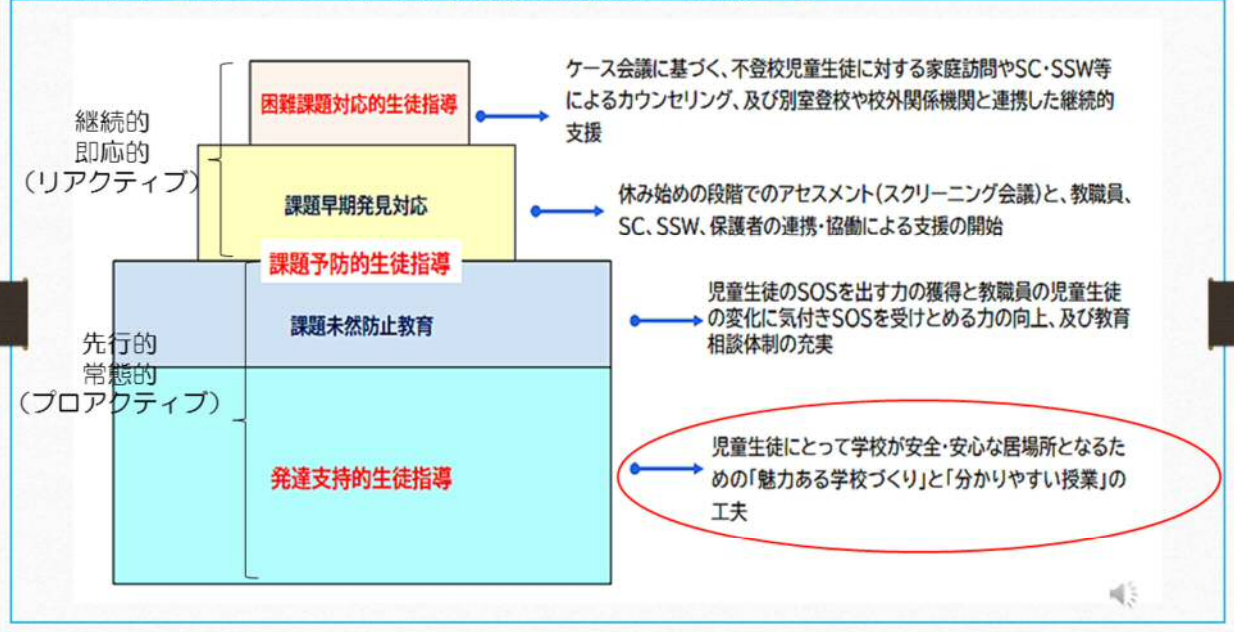 ケース会議に基づく、不登校児童生徒に対する家庭訪問やSC・SSW等
によるカウンセリング、及び別室登校や校外関係機関と連携した継続的
支援
困難課題対応的生徒指導
継続的
即応的
（リアクティブ）
課題早期発見対応
休み始めの段階でのアセスメント(スクリーニング会議)と、教職員、
SC、SSW、保護者の連携・協働による支援の開始
課題予防的生徒指導
児童生徒のSOSを出す力の獲得と教職員の児童生徒
の変化に気付きSOSを受けとめる力の向上、及び教育
相談体制の充実
課題未然防止教育
先行的
常態的
（プロアクティブ）
児童生徒にとって学校が安全・安心な居場所となるた
めの「魅力ある学校づくり」と「分かりやすい授業」の
工夫
発達支持的生徒指導